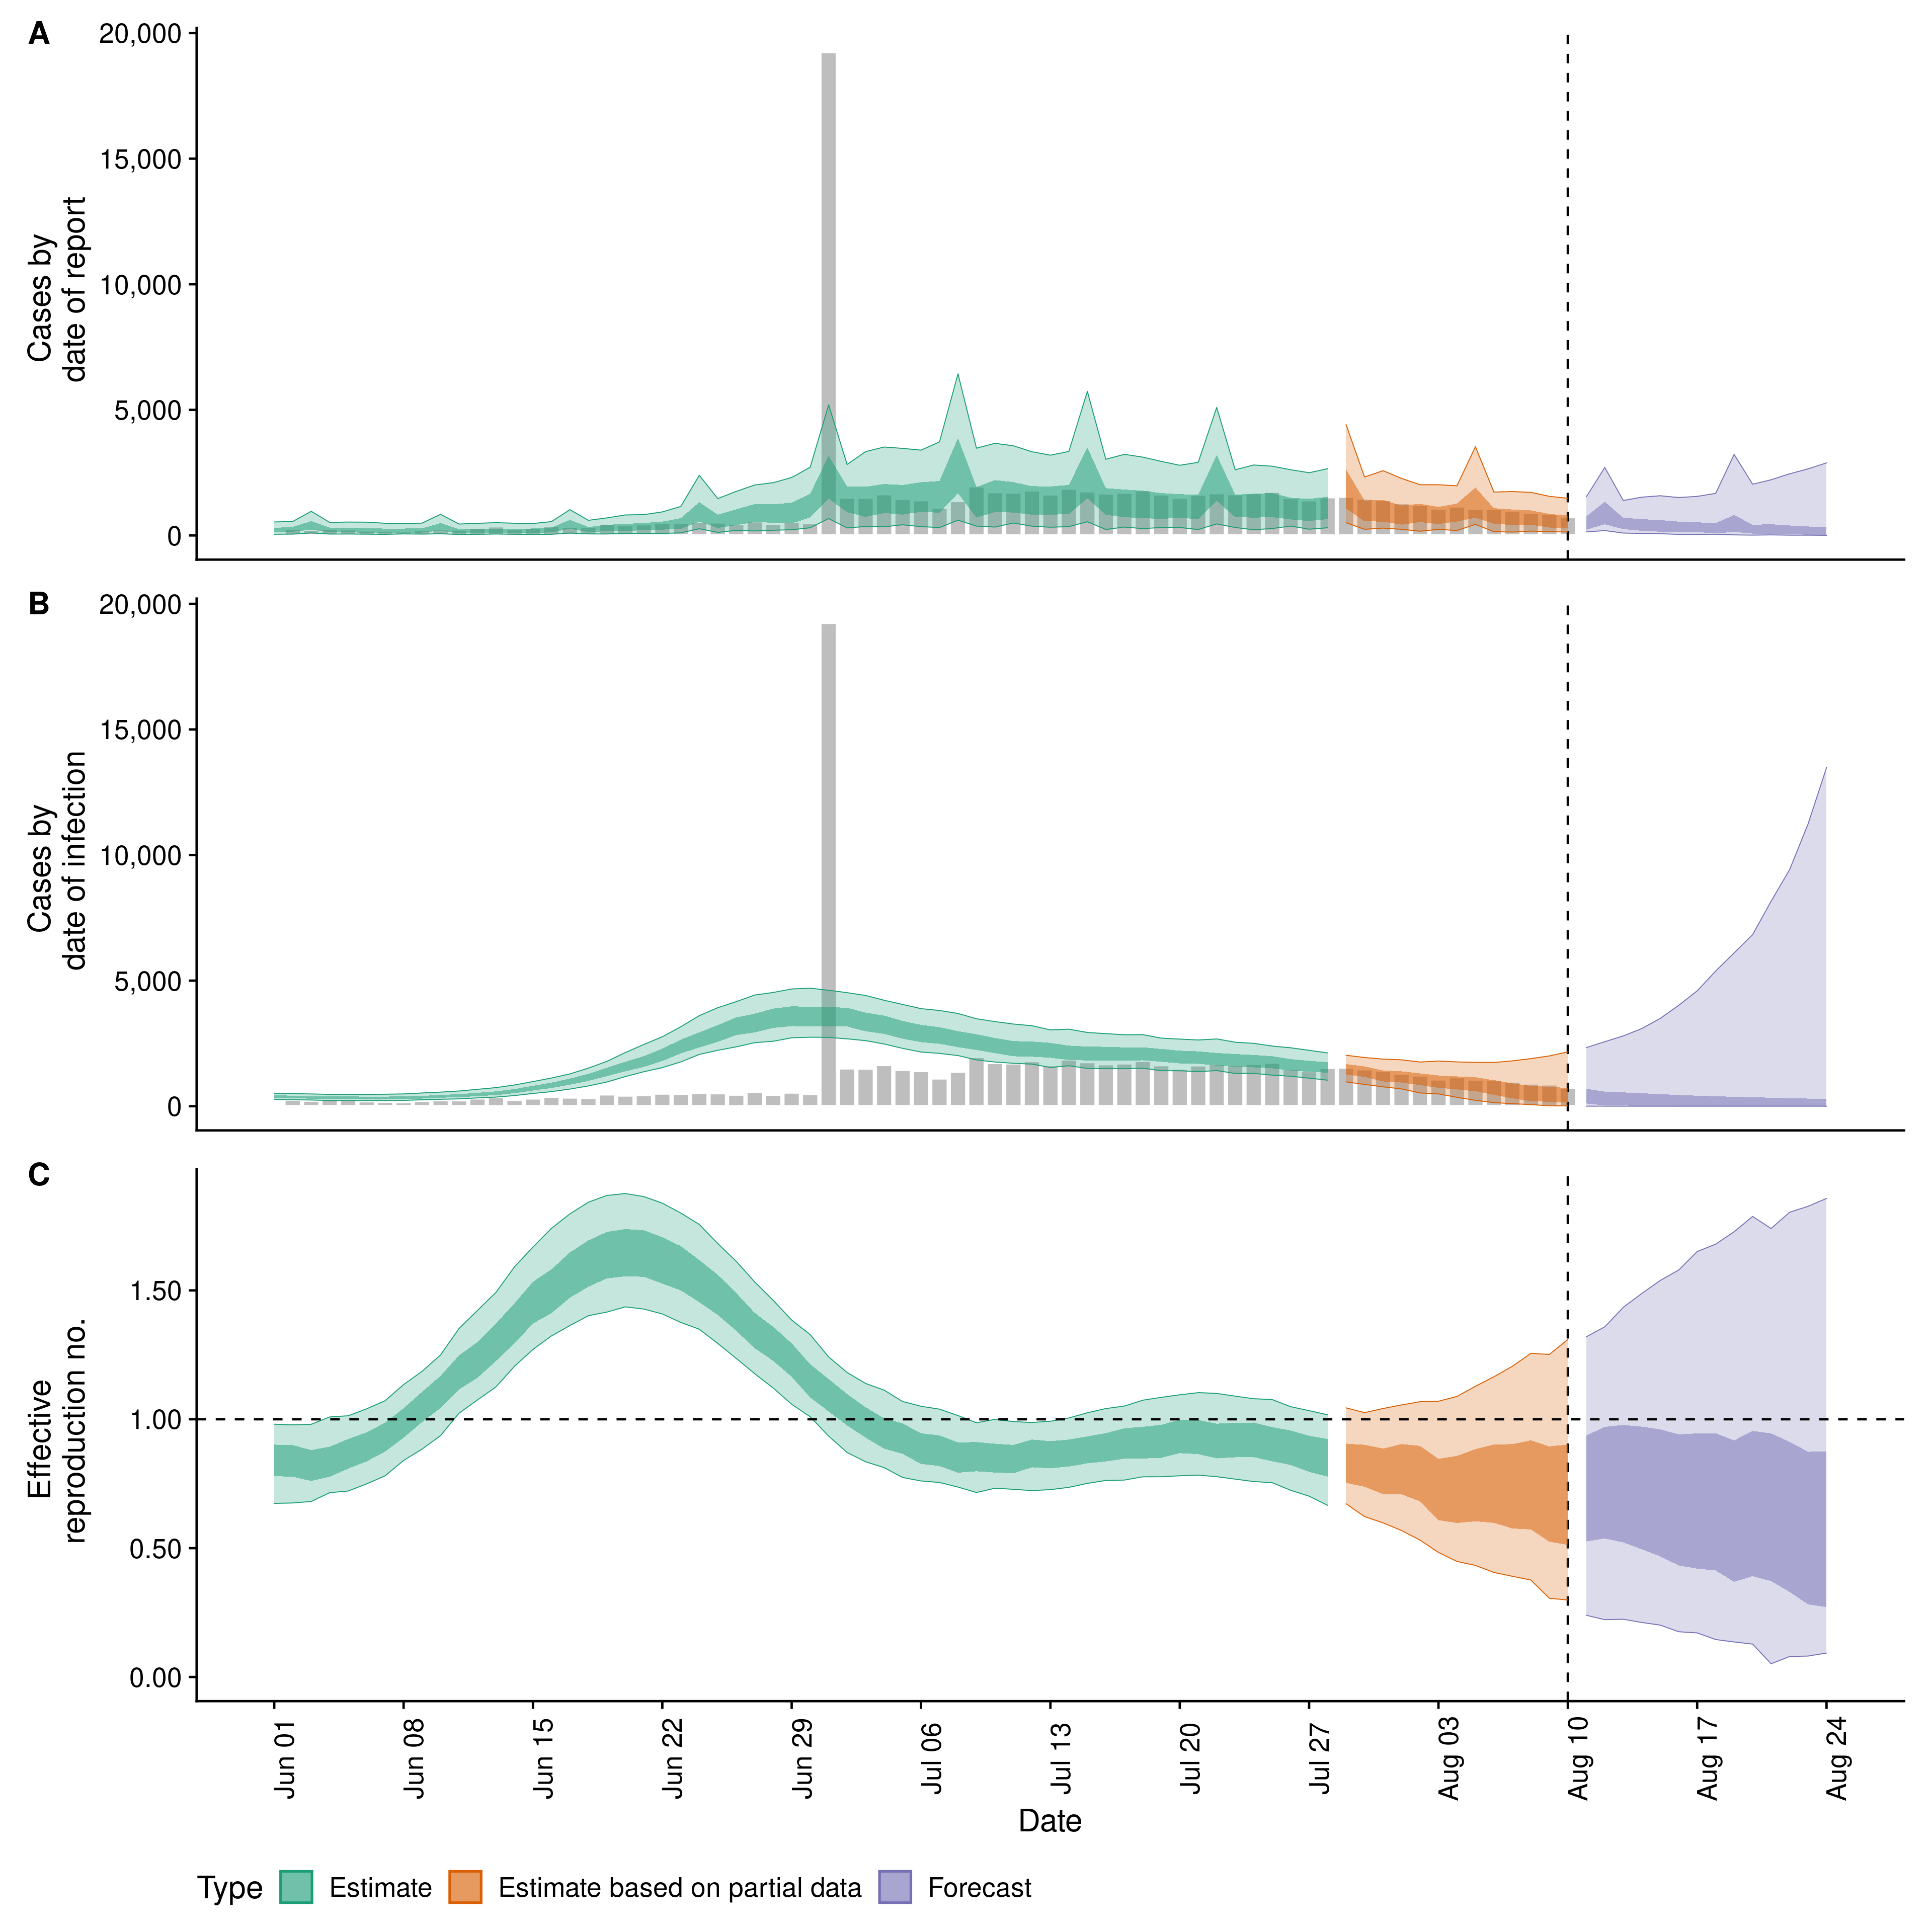 A
20,000
15,000
10,000
5,000
0
Cases by
date of report
B
20,000
15,000
10,000
5,000
0
Cases by
date of infection
C
1.50
1.00
0.50
0.00
Effective
reproduction no.
Jun 01
Jun 08
Jun 15
Jun 22
Jun 29
Jul 06
Jul 13
Jul 20
Jul 27
Aug 03
Aug 10
Aug 17
Aug 24
Date
Type Estimate Estimate based on partial data Forecast